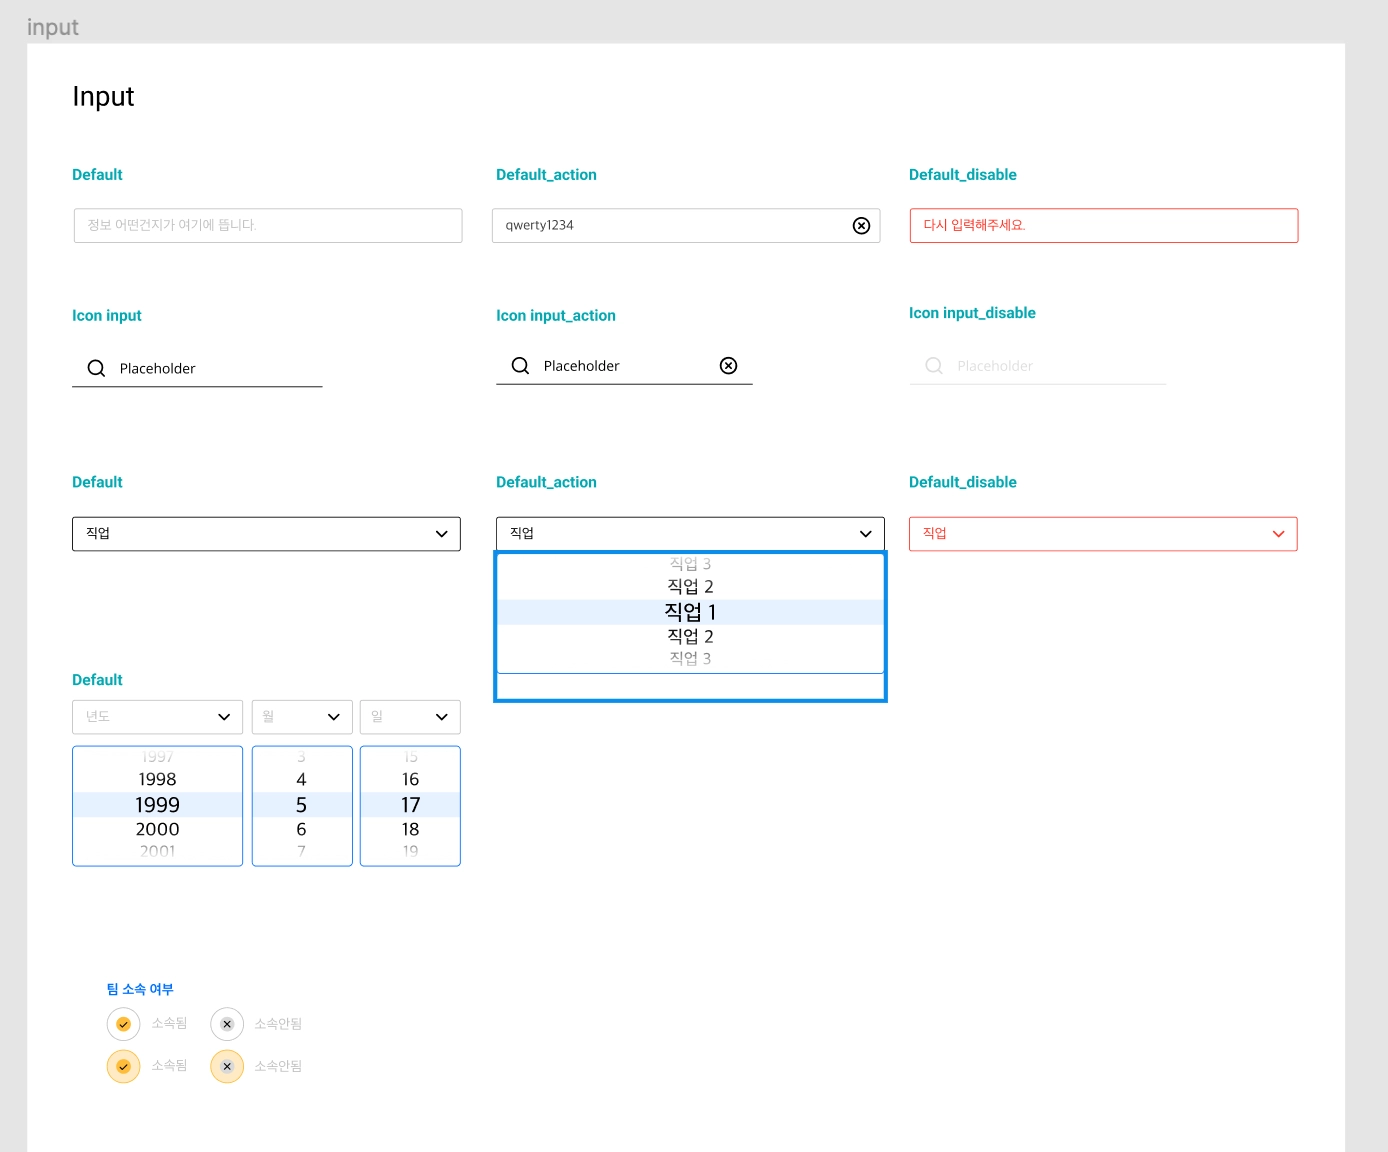 input
Input
Default
Default_action
Default_disable
정보 어떤건지가 여기에 뜹니다.
qwerty1234
다시 입력해주세요.
Icon input
Icon input_action
Icon input_disable
Placeholder
Placeholder
Placeholder
Default
Default_action
Default_disable
직업
직업
직업
직업 3
직업 2
직업 1
직업 2
직업 3
Default
년도
월
일
1997
3
15
1998
4
16
1999
5
17
2000
6
18
2001
7
19
팀 소속 여부
소속됨
소속안됨
소속됨
소속안됨